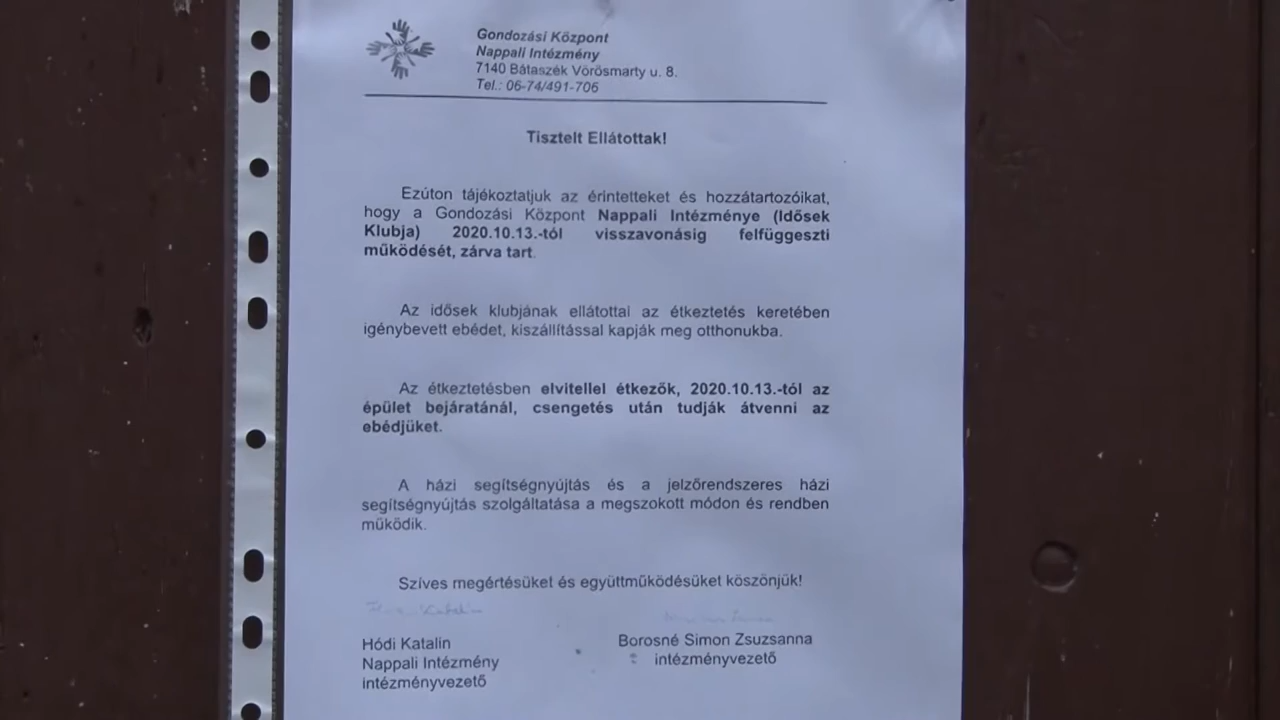 Gondozási Központ
Nappali Intézmény
7140 Bátaszék Vörösmarty u. 8.
Tel.: 06-74/491-706
Tisztelt Ellátottak!
Ezúton tájékoztatjuk az érintetteket és hozzátartozóikat,
hogy a Gondozási Központ Nappali Intézménye (Idősek
Klubja) 2020.10.13.-tól visszavonásig felfüggeszti
működését, zárva tart.
Az idősek klubjának ellátottai az étkeztetés keretében
igénybevett ebédet, kiszállítással kapják meg otthonukba.
Az étkeztetésben elvitellel étkezők, 2020.10.13.-tól az
épület bejáratánál, csengetés után tudják átvenni az
ebédjüket.
A házi segítségnyújtás és a jelzőrendszeres házi
segítségnyújtás szolgáltatása a megszokott módon és rendben
működik.
Szíves megértésüket és együttműködésüket köszönjük!
Hódi Katalin
Nappali Intézmény
intézményvezető
Borosné Simon Zsuzsanna
intézményvezető